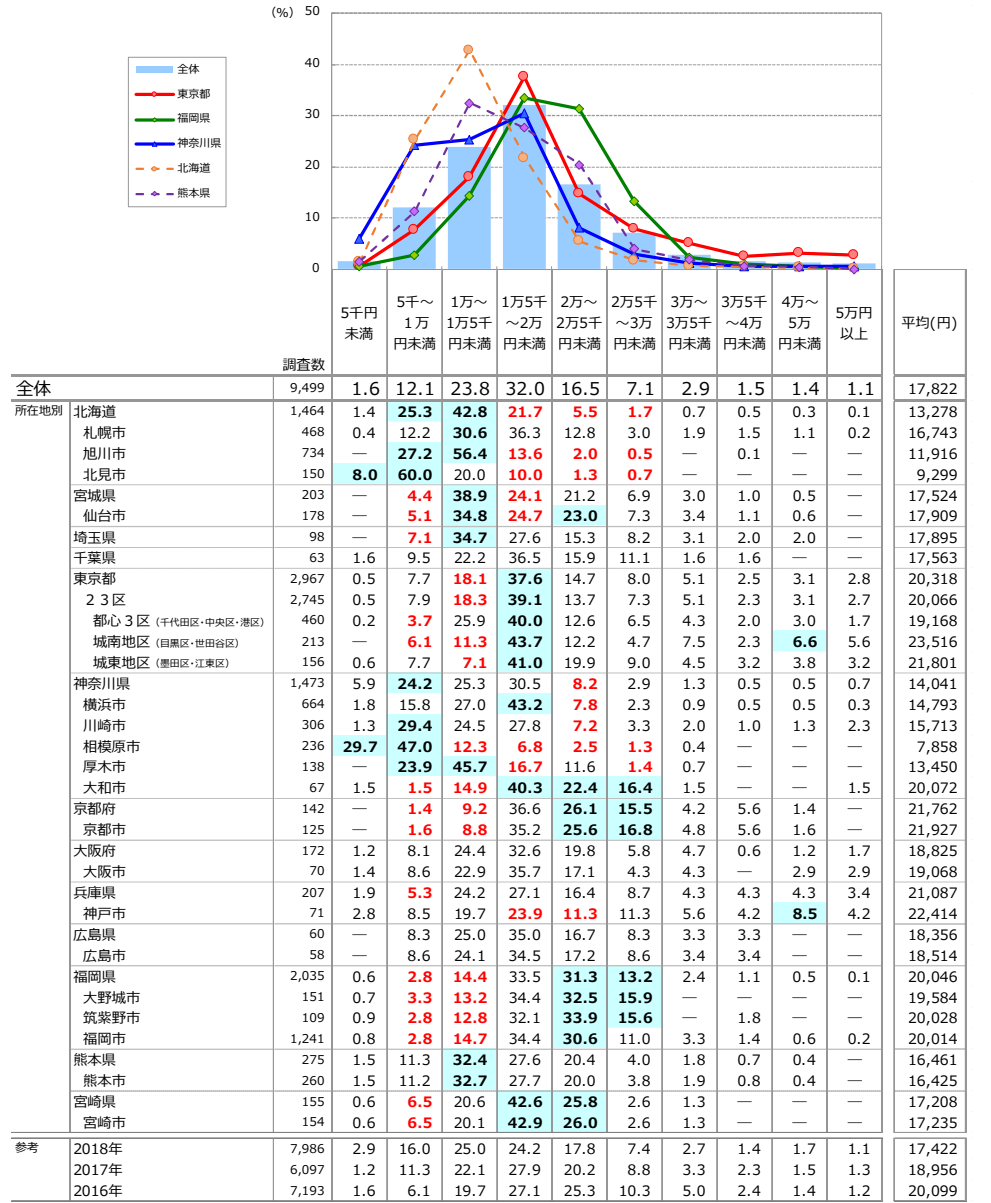 （%） 50
40
30
20
10
0
全体
東京都
福岡県
神奈川県
北海道
熊本県
調査数 5千円未満 5千～1万円未満 1万～1万5千円未満 1万5千～2万円未満 2万～2万5千円未満 2万5千～3万円未満 3万～3万5千円未満 3万5千～4万円未満 4万～5万円未満 5万円以上 平均(円)
全体 9,499 1.6 12.1 23.8 32.0 16.5 7.1 2.9 1.5 1.4 1.1 17,822
所在地別 北海道 1,464 1.4 25.3 42.8 21.7 5.5 1.7 0.7 0.5 0.3 0.1 13,278
札幌市 468 0.4 12.2 30.6 36.3 12.8 3.0 1.9 1.5 1.1 0.2 16,743
旭川市 734 — 27.2 56.4 13.6 2.0 0.5 — 0.1 — — 11,916
北見市 150 8.0 60.0 20.0 10.0 1.3 0.7 — — — — 9,299
宮城県 203 — 4.4 38.9 24.1 21.2 6.9 3.0 1.0 0.5 — 17,524
仙台市 178 — 5.1 34.8 24.7 23.0 7.3 3.4 1.1 0.6 — 17,909
埼玉県 98 — 7.1 34.7 27.6 15.3 8.2 3.1 2.0 2.0 — 17,895
千葉県 63 1.6 9.5 22.2 36.5 15.9 11.1 1.6 1.6 — — 17,563
東京都 2,967 0.5 7.7 18.1 37.6 14.7 8.0 5.1 2.5 3.1 2.8 20,318
２３区 2,745 0.5 7.9 18.3 39.1 13.7 7.3 5.1 2.3 3.1 2.7 20,066
都心３区（千代田区・中央区・港区） 460 0.2 3.7 25.9 40.0 12.6 6.5 4.3 2.0 3.0 1.7 19,168
城南地区（目黒区・世田谷区） 213 — 6.1 11.3 43.7 12.2 4.7 7.5 2.3 6.6 5.6 23,516
城東地区（墨田区・江東区） 156 0.6 7.7 7.1 41.0 19.9 9.0 4.5 3.2 3.8 3.2 21,801
神奈川県 1,473 5.9 24.2 25.3 30.5 8.2 2.9 1.3 0.5 0.5 0.7 14,041
横浜市 664 1.8 15.8 27.0 43.2 7.8 2.3 0.9 0.5 0.5 0.3 14,793
川崎市 306 1.3 29.4 24.5 27.8 7.2 3.3 2.0 1.0 1.3 2.3 15,713
相模原市 236 29.7 47.0 12.3 6.8 2.5 1.3 0.4 — — — 7,858
厚木市 138 — 23.9 45.7 16.7 11.6 1.4 0.7 — — — 13,450
大和市 67 1.5 1.5 14.9 40.3 22.4 16.4 1.5 — — 1.5 20,072
京都府 142 — 1.4 9.2 36.6 26.1 15.5 4.2 5.6 1.4 — 21,762
京都市 125 — 1.6 8.8 35.2 25.6 16.8 4.8 5.6 1.6 — 21,927
大阪府 172 1.2 8.1 24.4 32.6 19.8 5.8 4.7 0.6 1.2 1.7 18,825
大阪市 70 1.4 8.6 22.9 35.7 17.1 4.3 4.3 — 2.9 2.9 19,068
兵庫県 207 1.9 5.3 24.2 27.1 16.4 8.7 4.3 4.3 4.3 3.4 21,087
神戸市 71 2.8 8.5 19.7 23.9 11.3 11.3 5.6 4.2 8.5 4.2 22,414
広島県 60 — 8.3 25.0 35.0 16.7 8.3 3.3 3.3 — — 18,356
広島市 58 — 8.6 24.1 34.5 17.2 8.6 3.4 3.4 — — 18,514
福岡県 2,035 0.6 2.8 14.4 33.5 31.3 13.2 2.4 1.1 0.5 0.1 20,046
大野城市 151 0.7 3.3 13.2 34.4 32.5 15.9 — — — — 19,584
筑紫野市 109 0.9 2.8 12.8 32.1 33.9 15.6 — 1.8 — — 20,028
福岡市 1,241 0.8 2.8 14.7 34.4 30.6 11.0 3.3 1.4 0.6 0.2 20,014
熊本県 275 1.5 11.3 32.4 27.6 20.4 4.0 1.8 0.7 0.4 — 16,461
熊本市 260 1.5 11.2 32.7 27.7 20.0 3.8 1.9 0.8 0.4 — 16,425
宮崎県 155 0.6 6.5 20.6 42.6 25.8 2.6 1.3 — — — 17,208
宮崎市 154 0.6 6.5 20.1 42.9 26.0 2.6 1.3 — — — 17,235
参考 2018年 7,986 2.9 16.0 25.0 24.2 17.8 7.4 2.7 1.4 1.7 1.1 17,422
2017年 6,097 1.2 11.3 22.1 27.9 20.2 8.8 3.3 2.3 1.5 1.3 18,956
2016年 7,193 1.6 6.1 19.7 27.1 25.3 10.3 5.0 2.4 1.4 1.2 20,099